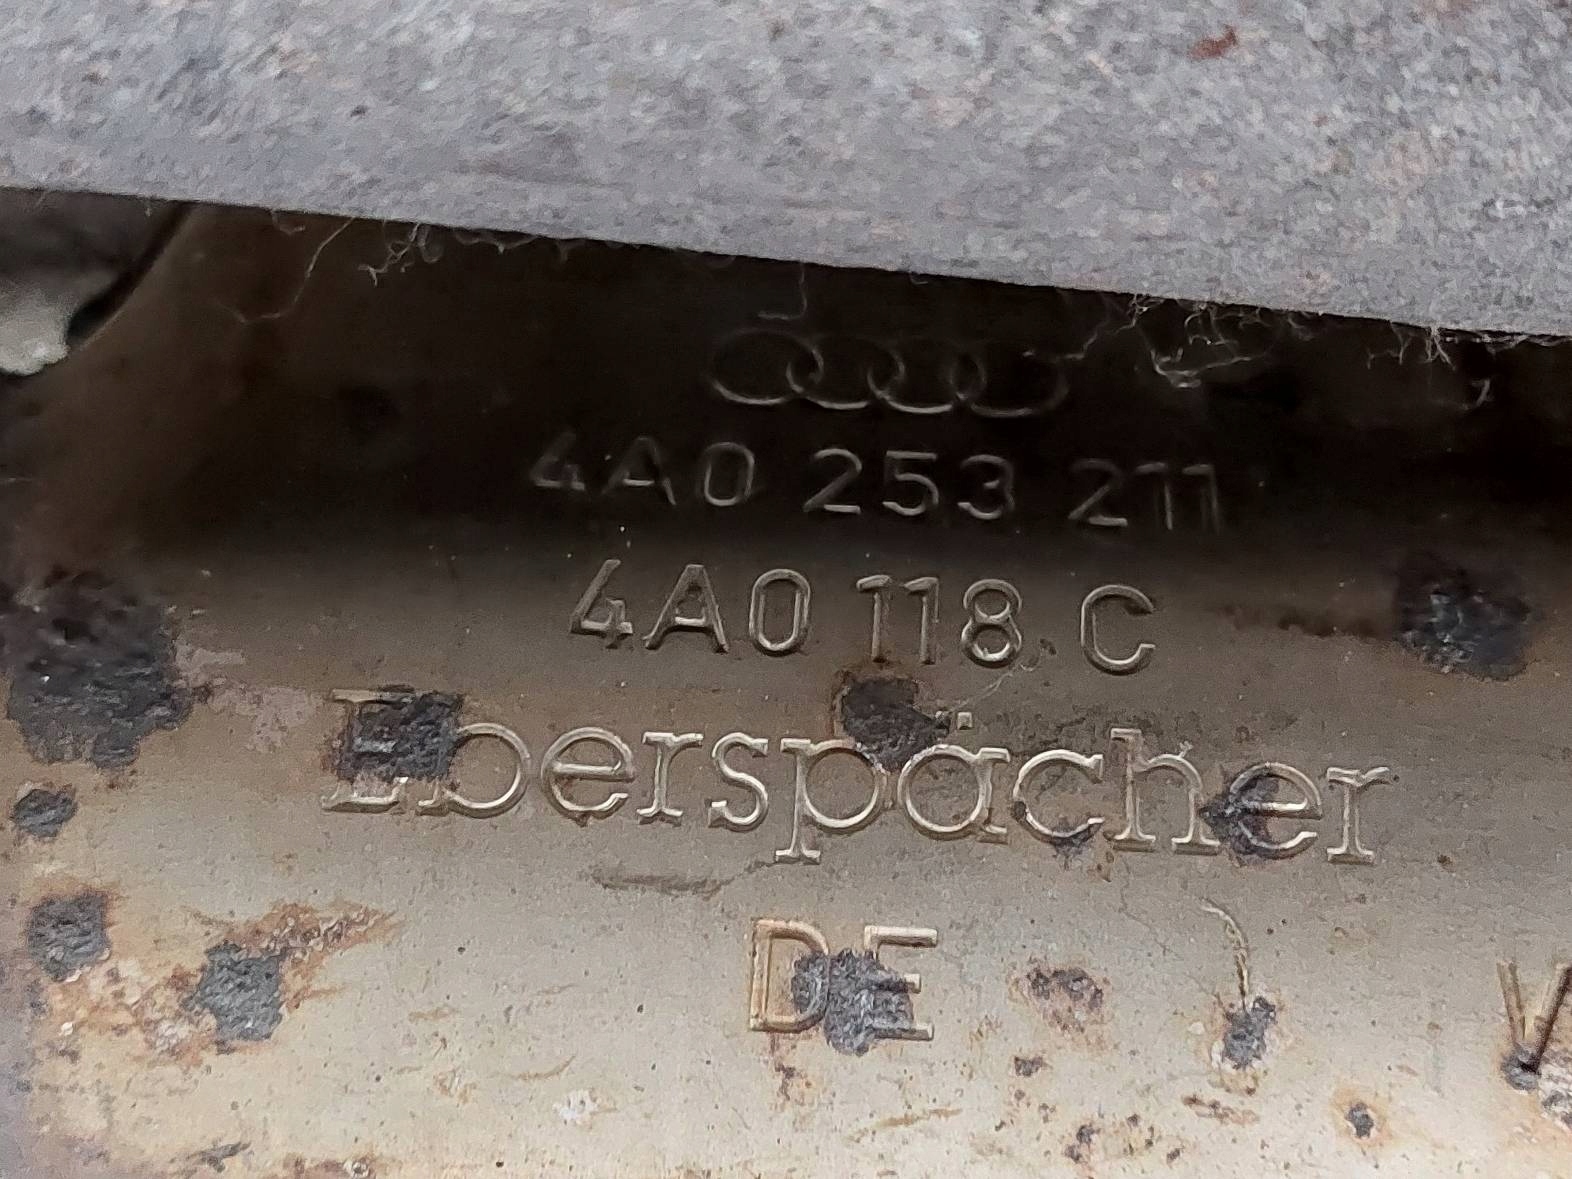 4A0 253 211
4A0 118 C
Eberspächer
DE
V